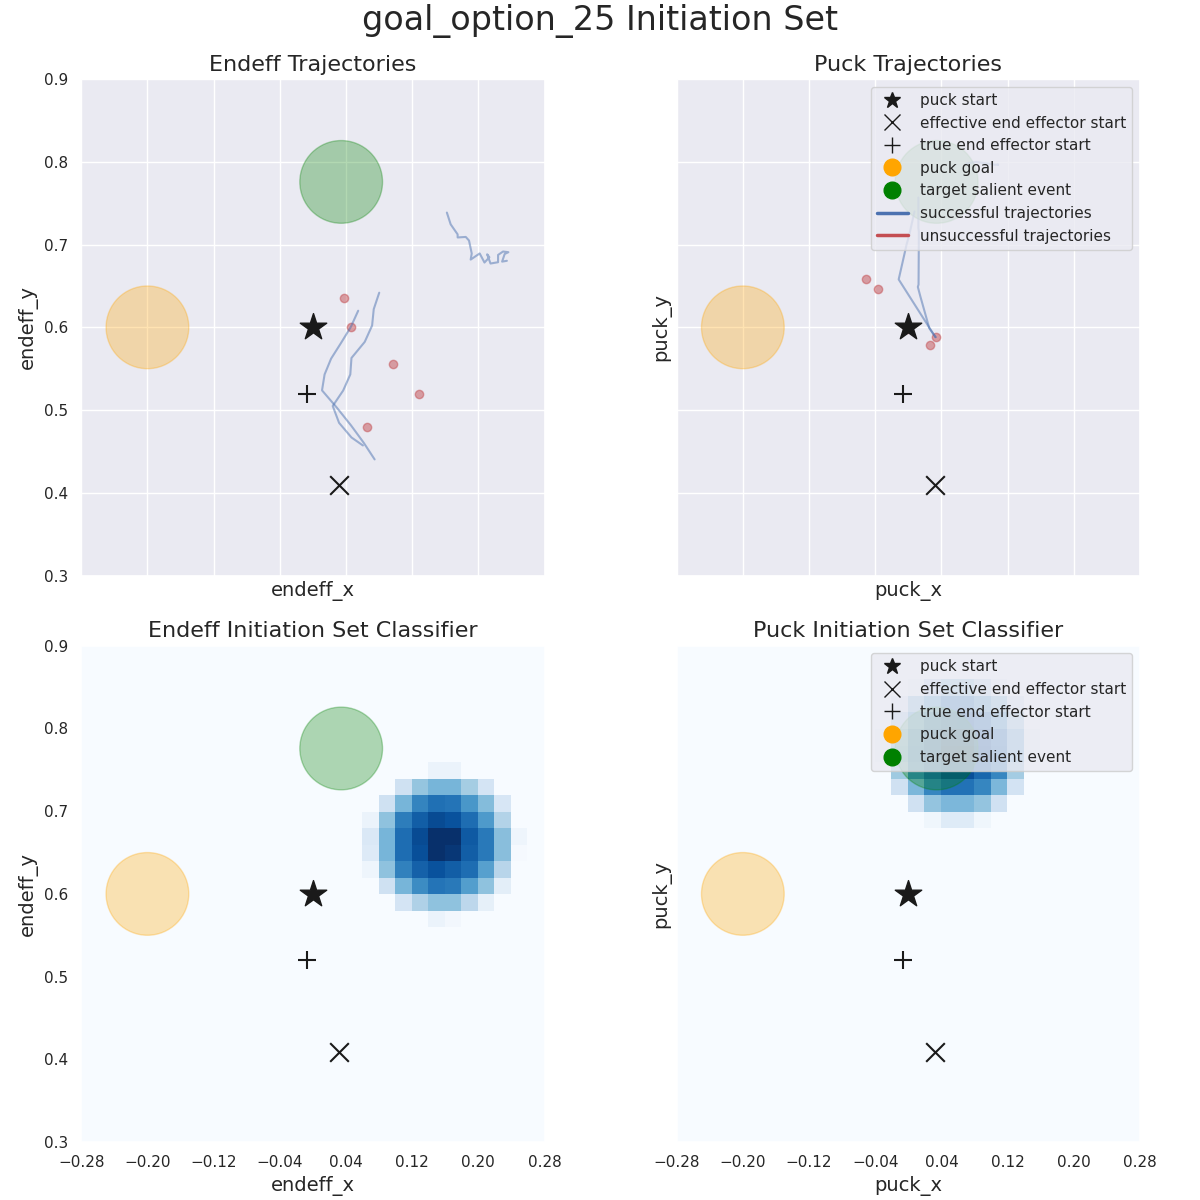 goal_option_25 Initiation Set
Endeff Trajectories
Puck Trajectories
0.9
0.8
0.7
0.6
0.5
0.4
0.3
endeff_y
endeff_x
puck_y
puck_x
puck start
effective end effector start
true end effector start
puck goal
target salient event
successful trajectories
unsuccessful trajectories
Endeff Initiation Set Classifier
Puck Initiation Set Classifier
0.9
0.8
0.7
0.6
0.5
0.4
0.3
endeff_y
−0.28 −0.20 −0.12 −0.04 0.04 0.12 0.20 0.28
endeff_x
puck_y
puck start
effective end effector start
true end effector start
puck goal
target salient event
−0.28 −0.20 −0.12 −0.04 0.04 0.12 0.20 0.28
puck_x